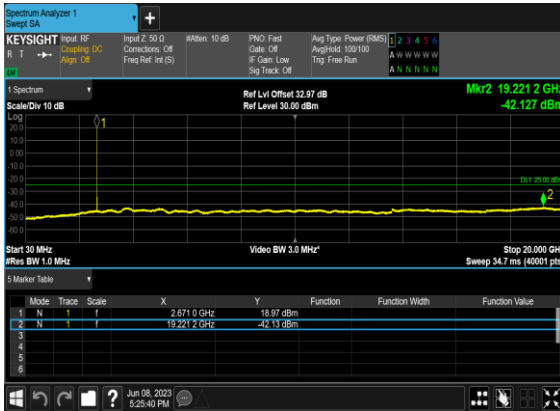 Spectrum Analyzer 1
Swept SA
+
KEYSIGHT Input: RF Input Z: 50 Ω #Atten: 10 dB PNO: Fast Avg Type: Power (RMS) 1 2 3 4 5 6
R T Coupling: DC Corrections: Off Gate: Off Avg|Hold: 100/100 A W W W W W
Align: Off Freq Ref: Int (S) IF Gain: Low Trig: Free Run
Sig Track: Off A N N N N N
1 Spectrum
Ref Lvl Offset 32.97 dB Mkr2 19.221 2 GHz
Scale/Div 10 dB Ref Level 30.00 dBm -42.127 dBm
Log
20.0
10.0
0.00
-10.0
-20.0
-30.0
-40.0
-50.0
-60.0
1
DL1 -25.00 dBm
2
Start 30 MHz Video BW 3.0 MHz* Stop 20.000 GHz
#Res BW 1.0 MHz Sweep 34.7 ms (40001 pts)
5 Marker Table
Mode Trace Scale X Y Function Function Width Function Value
1 N 1 f 2.671 0 GHz 18.97 dBm
2 N 1 f 19.221 2 GHz -42.13 dBm
3
4
5
6
? Jun 08, 2023
5:25:40 PM